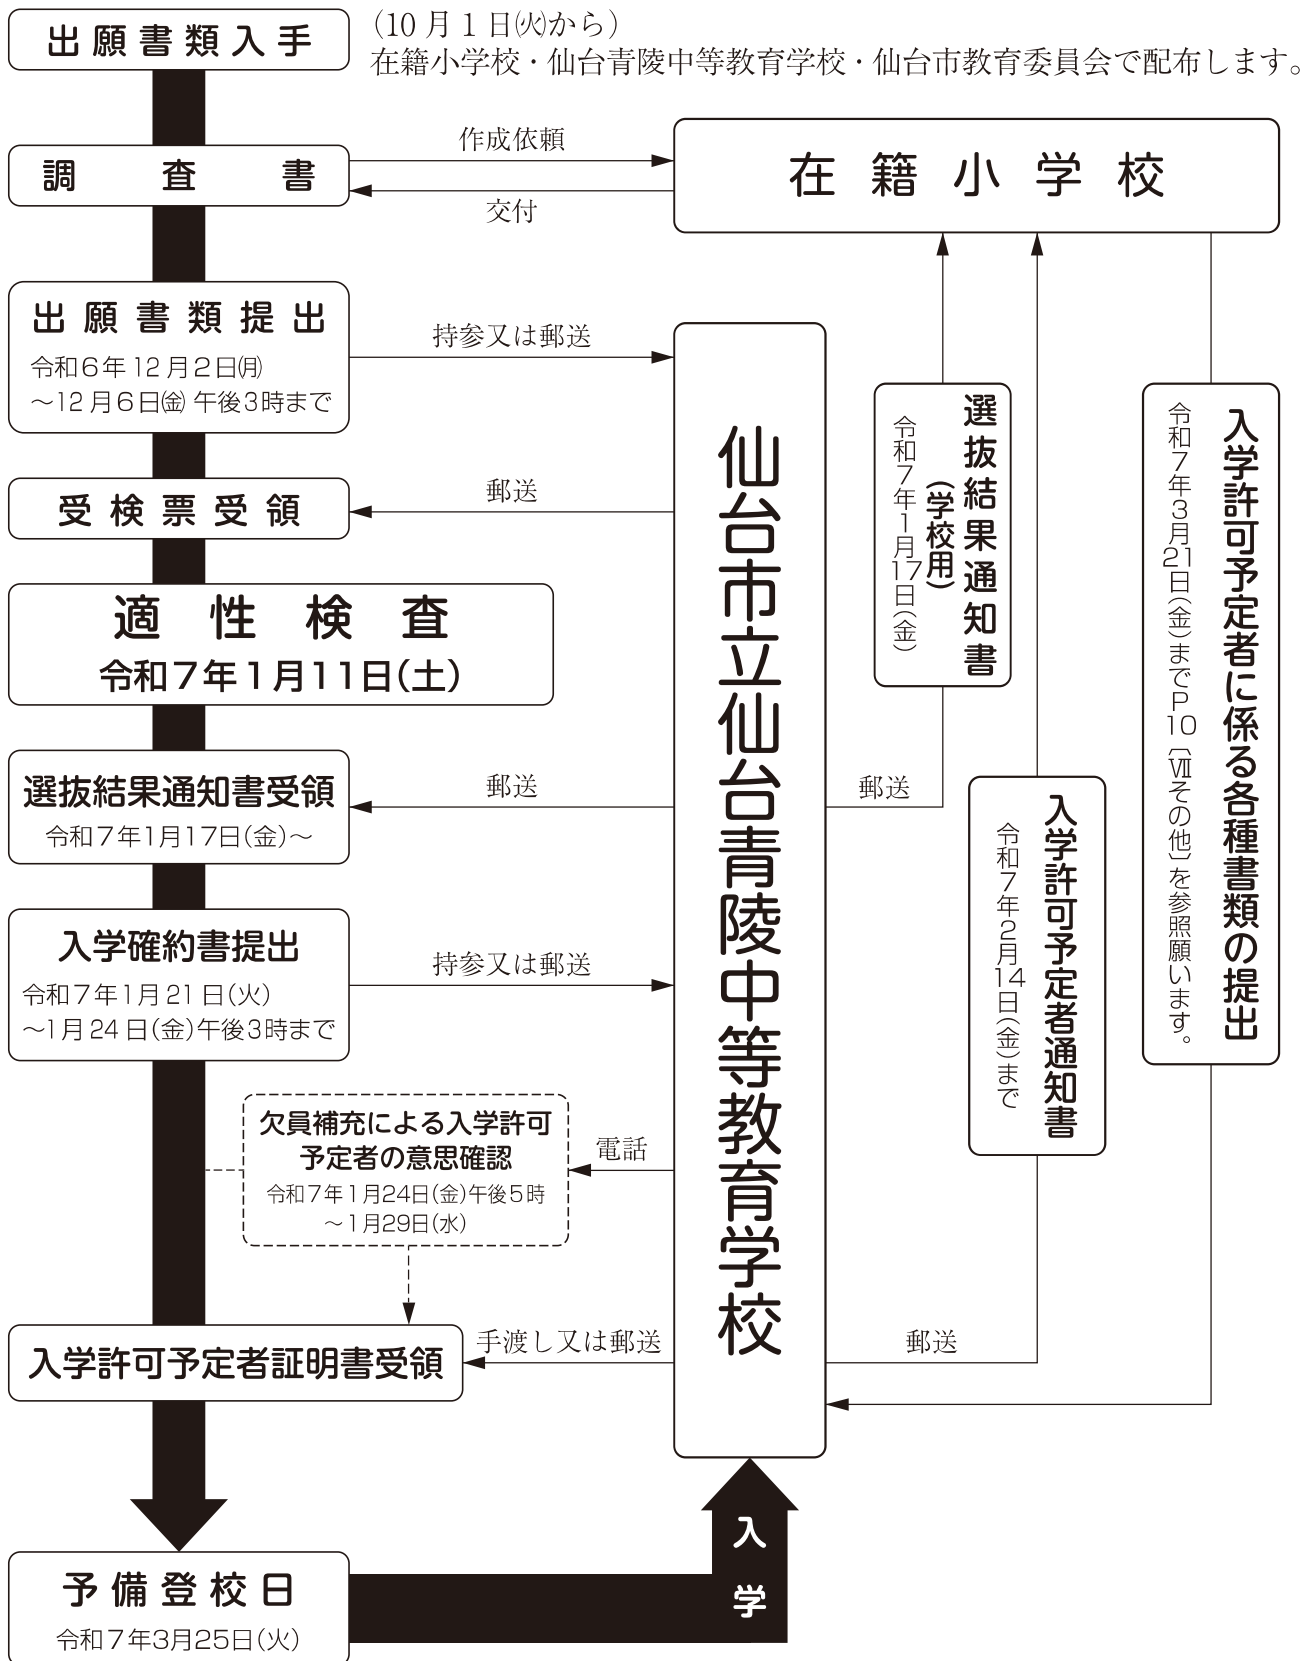 出願書類入手
（10月1日㈫から）
在籍小学校・仙台青陵中等教育学校・仙台市教育委員会で配布します。
調査書
作成依頼
交付
在籍小学校
出願書類提出
令和6年12月2日㈪
～12月6日㈮午後3時まで
持参又は郵送
受検票受領
郵送
適性検査
令和7年1月11日(土)
選抜結果通知書受領
令和7年1月17日(金)～
郵送
入学確約書提出
令和7年1月21日(火)
～1月24日(金)午後3時まで
持参又は郵送
欠員補充による入学許可
予定者の意思確認
令和7年1月24日(金)午後5時
～1月29日(水)
電話
入学許可予定者証明書受領
手渡し又は郵送
予備登校日
令和7年3月25日(火)
入学
仙台市立仙台青陵中等教育学校
選抜結果通知書
(学校用)
令和7年1月17日(金)
郵送
入学許可予定者通知書
令和7年2月14日(金)まで
郵送
入学許可予定者に係る各種書類の提出
令和7年3月21日(金)までP10〔Ⅶその他〕を参照願います。